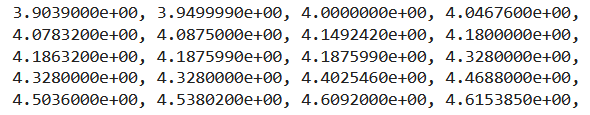 3.9039000e+00, 3.9499990e+00, 4.0000000e+00, 4.0467600e+00,
4.0783200e+00, 4.0875000e+00, 4.1492420e+00, 4.1800000e+00,
4.1863200e+00, 4.1875990e+00, 4.1875990e+00, 4.3280000e+00,
4.3280000e+00, 4.3280000e+00, 4.4025460e+00, 4.4688000e+00,
4.5036000e+00, 4.5380200e+00, 4.6092000e+00, 4.6153850e+00,